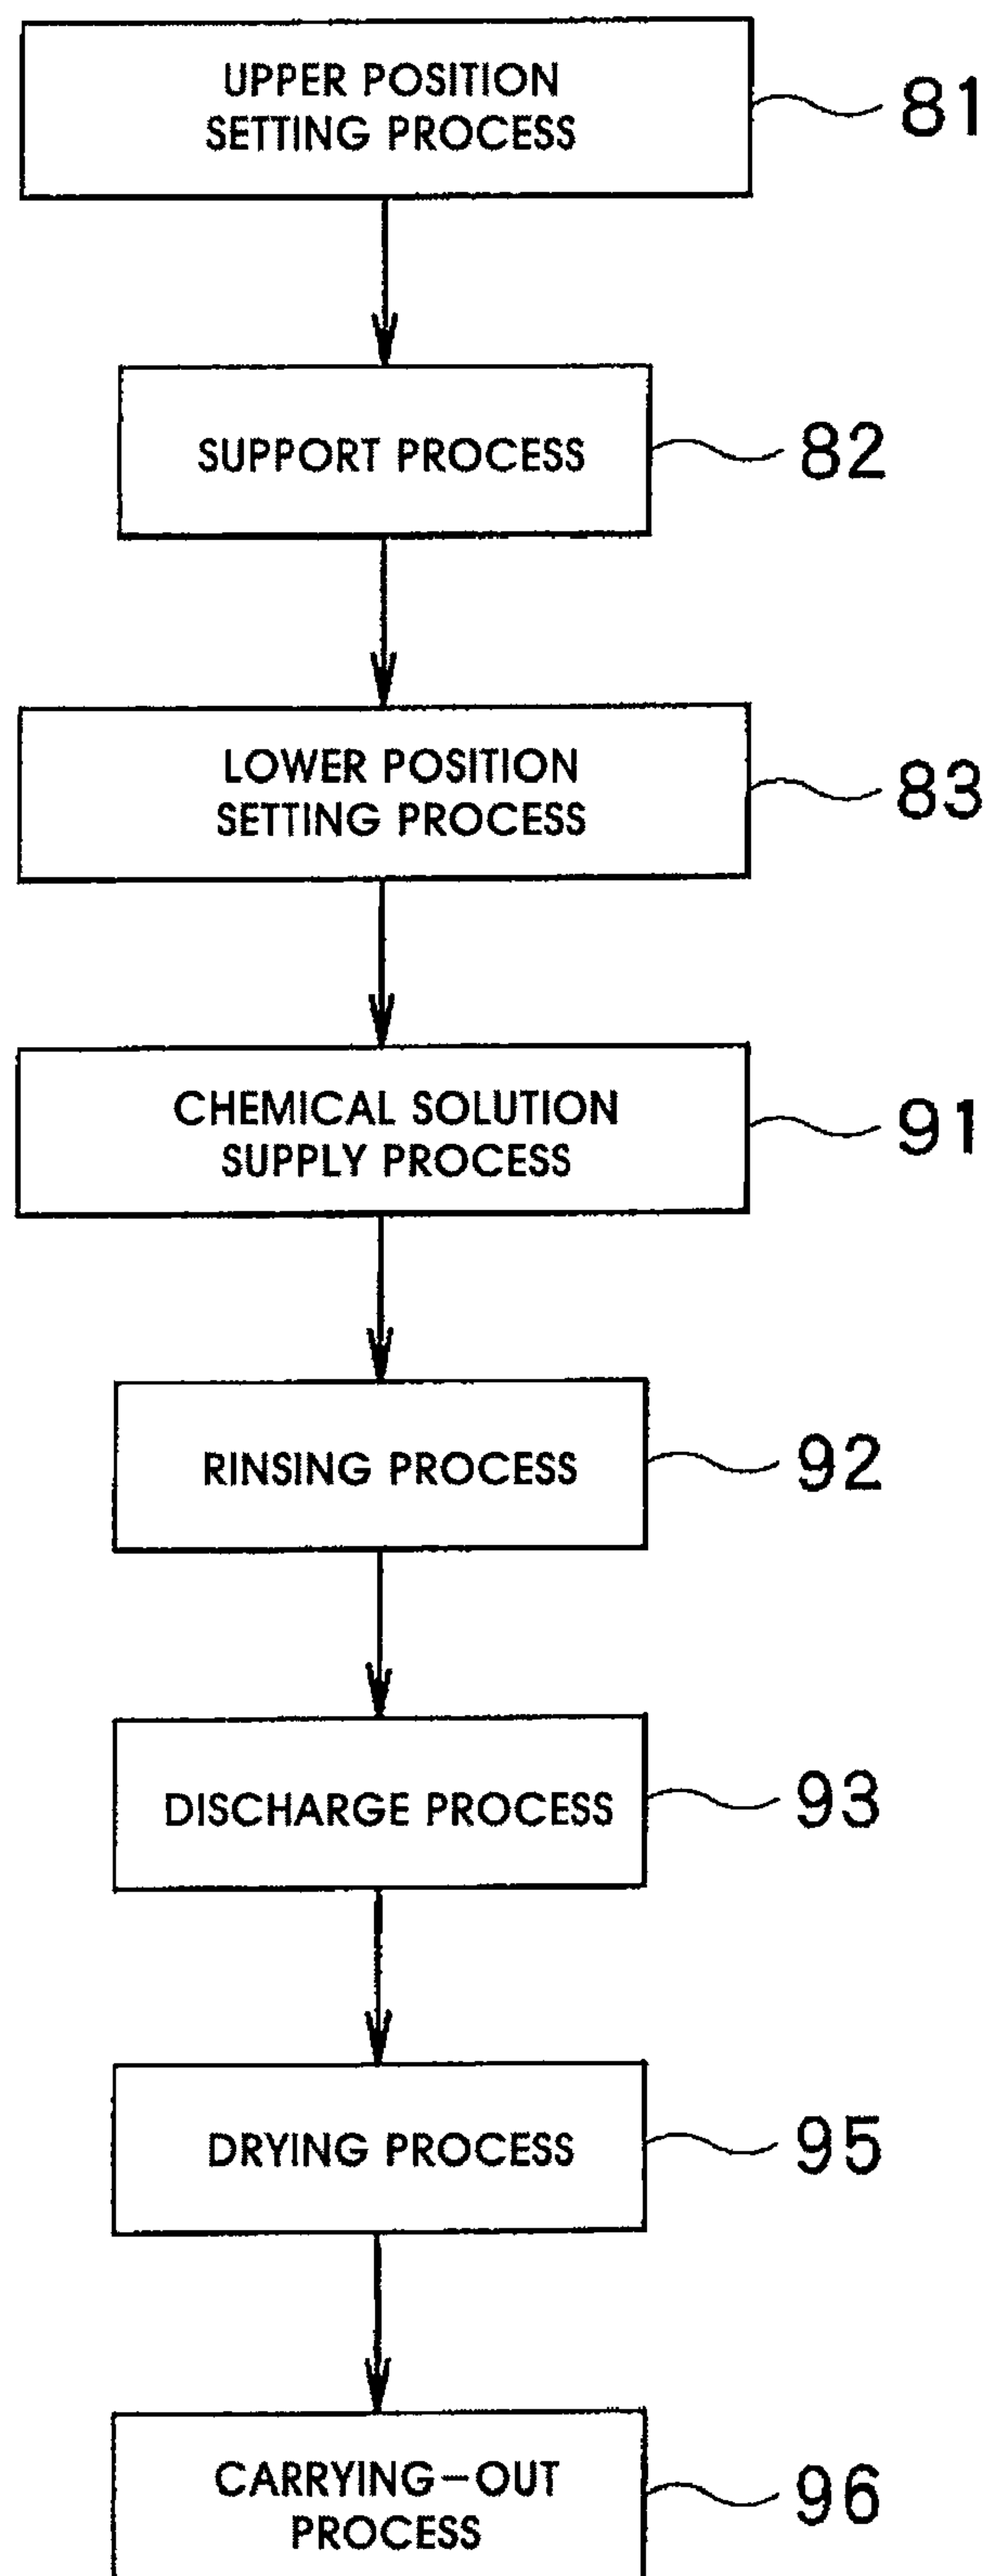 UPPER POSITION
SETTING PROCESS
81
SUPPORT PROCESS
82
LOWER POSITION
SETTING PROCESS
83
CHEMICAL SOLUTION
SUPPLY PROCESS
91
RINSING PROCESS
92
DISCHARGE PROCESS
93
DRYING PROCESS
95
CARRYING-OUT
PROCESS
96